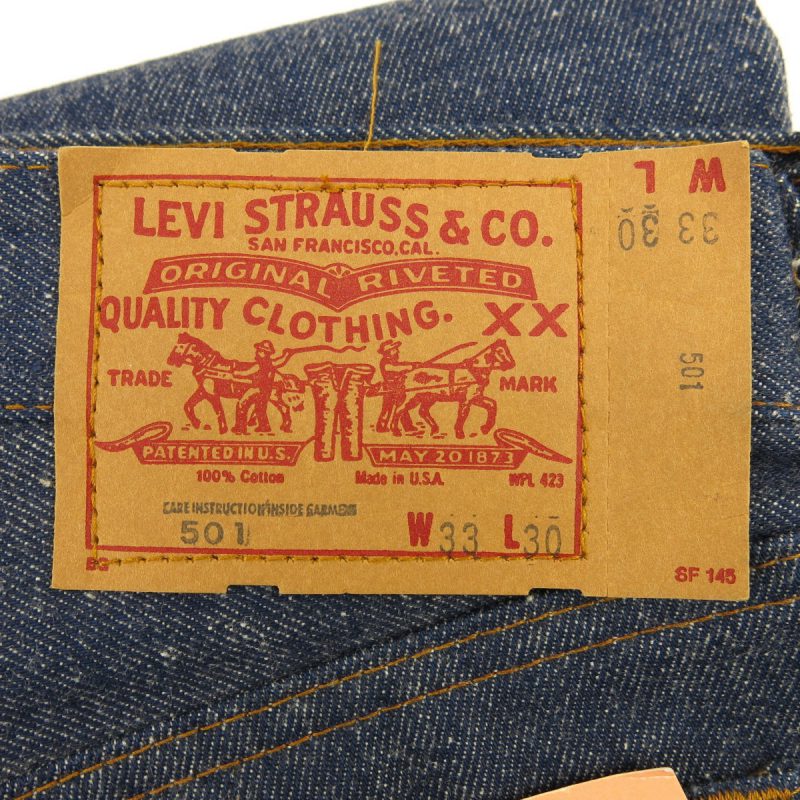 LEVI STRAUSS & CO.
SAN FRANCISCO, CAL.
ORIGINAL RIVETED
QUALITY CLOTHING. XX
TRADE MARK
PATENTED IN U.S. MAY 20 1873
100% Cotton Made in U.S.A. WPL 423
CARE INSTRUCTION INSIDE GARMENT
501 W33 L30
SF 145
W L
33 30
501